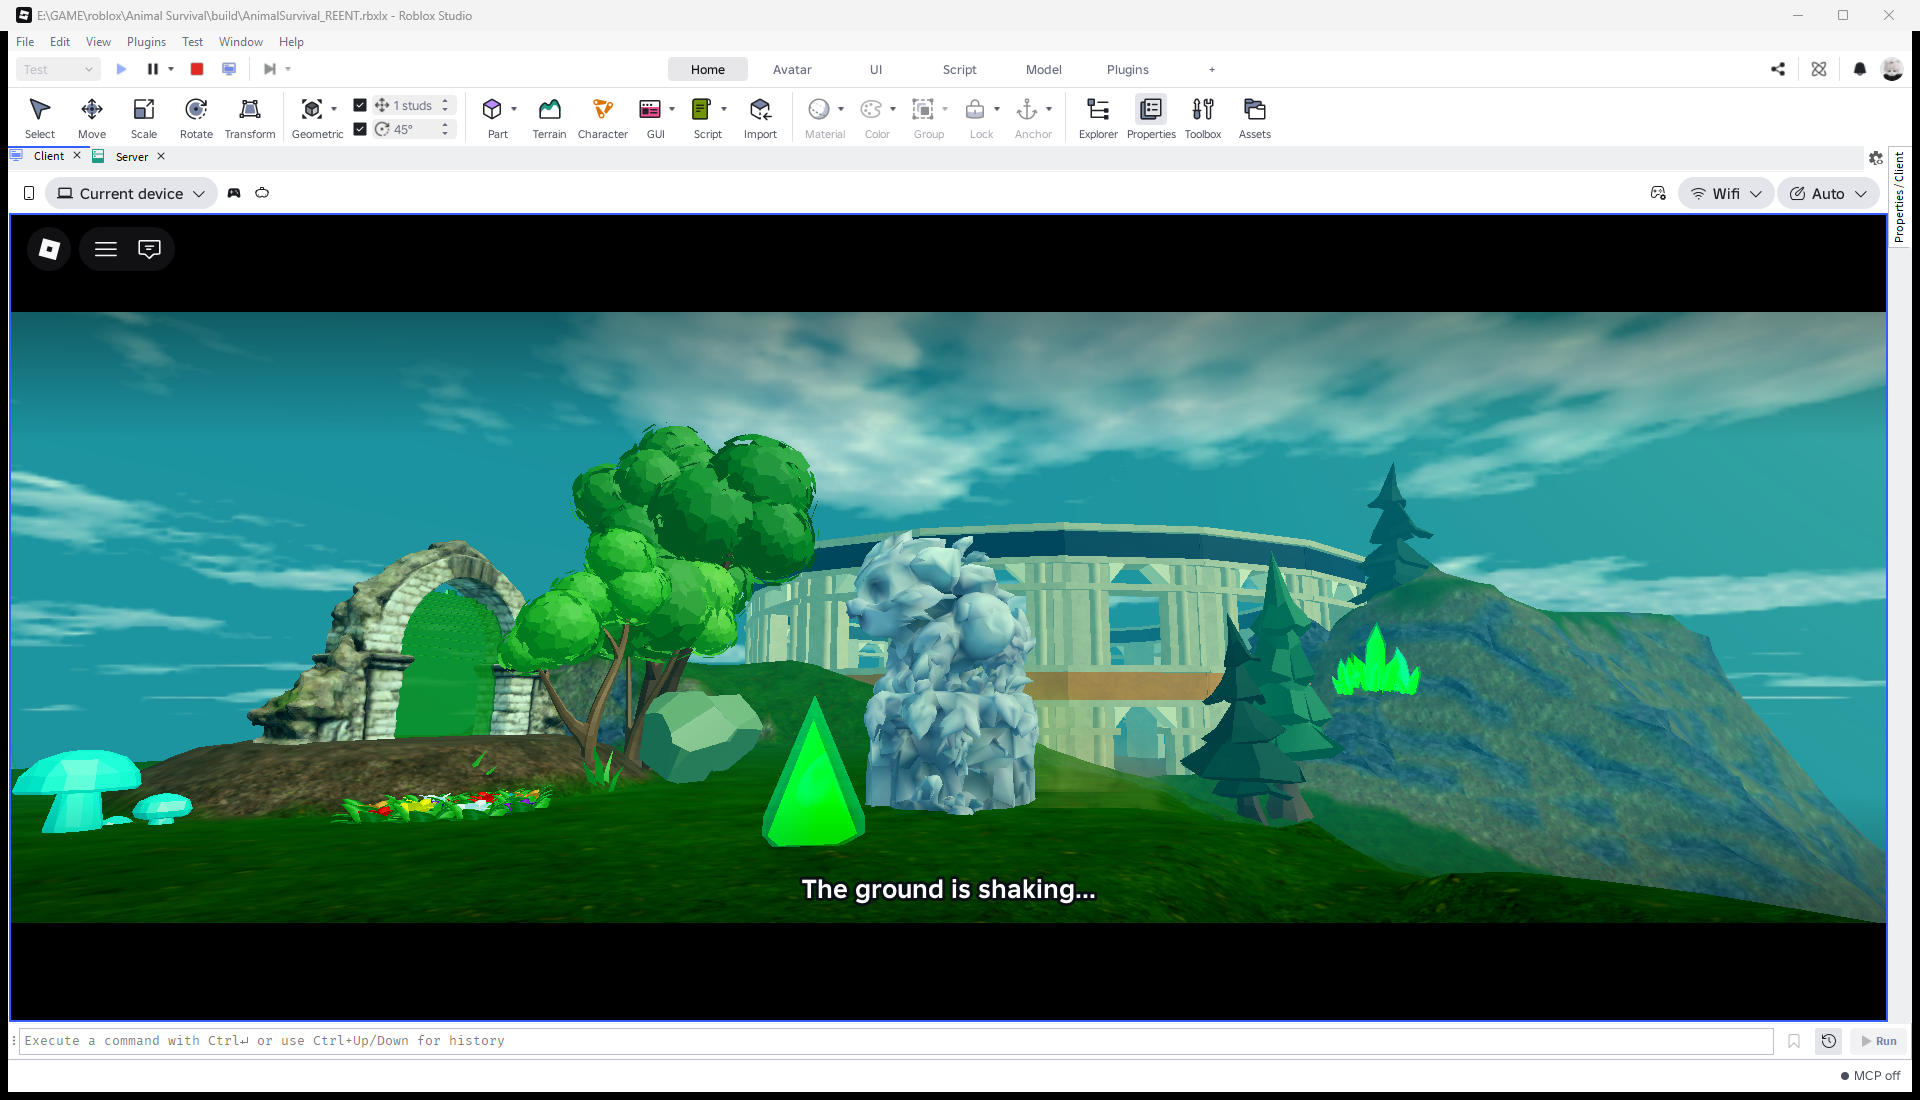 E:\GAME\roblox\Animal Survival\build\AnimalSurvival_REENT.rbxlx - Roblox Studio
File Edit View Plugins Test Window Help
Test Home Avatar UI Script Model Plugins +
1 studs
45°
Select Move Scale Rotate Transform Geometric Part Terrain Character GUI Script Import Material Color Group Lock Anchor Explorer Properties Toolbox Assets
Client Server
Properties / Client
Current device Wifi Auto
The ground is shaking...
Execute a command with Ctrl↵ or use Ctrl+Up/Down for history
Run
MCP off